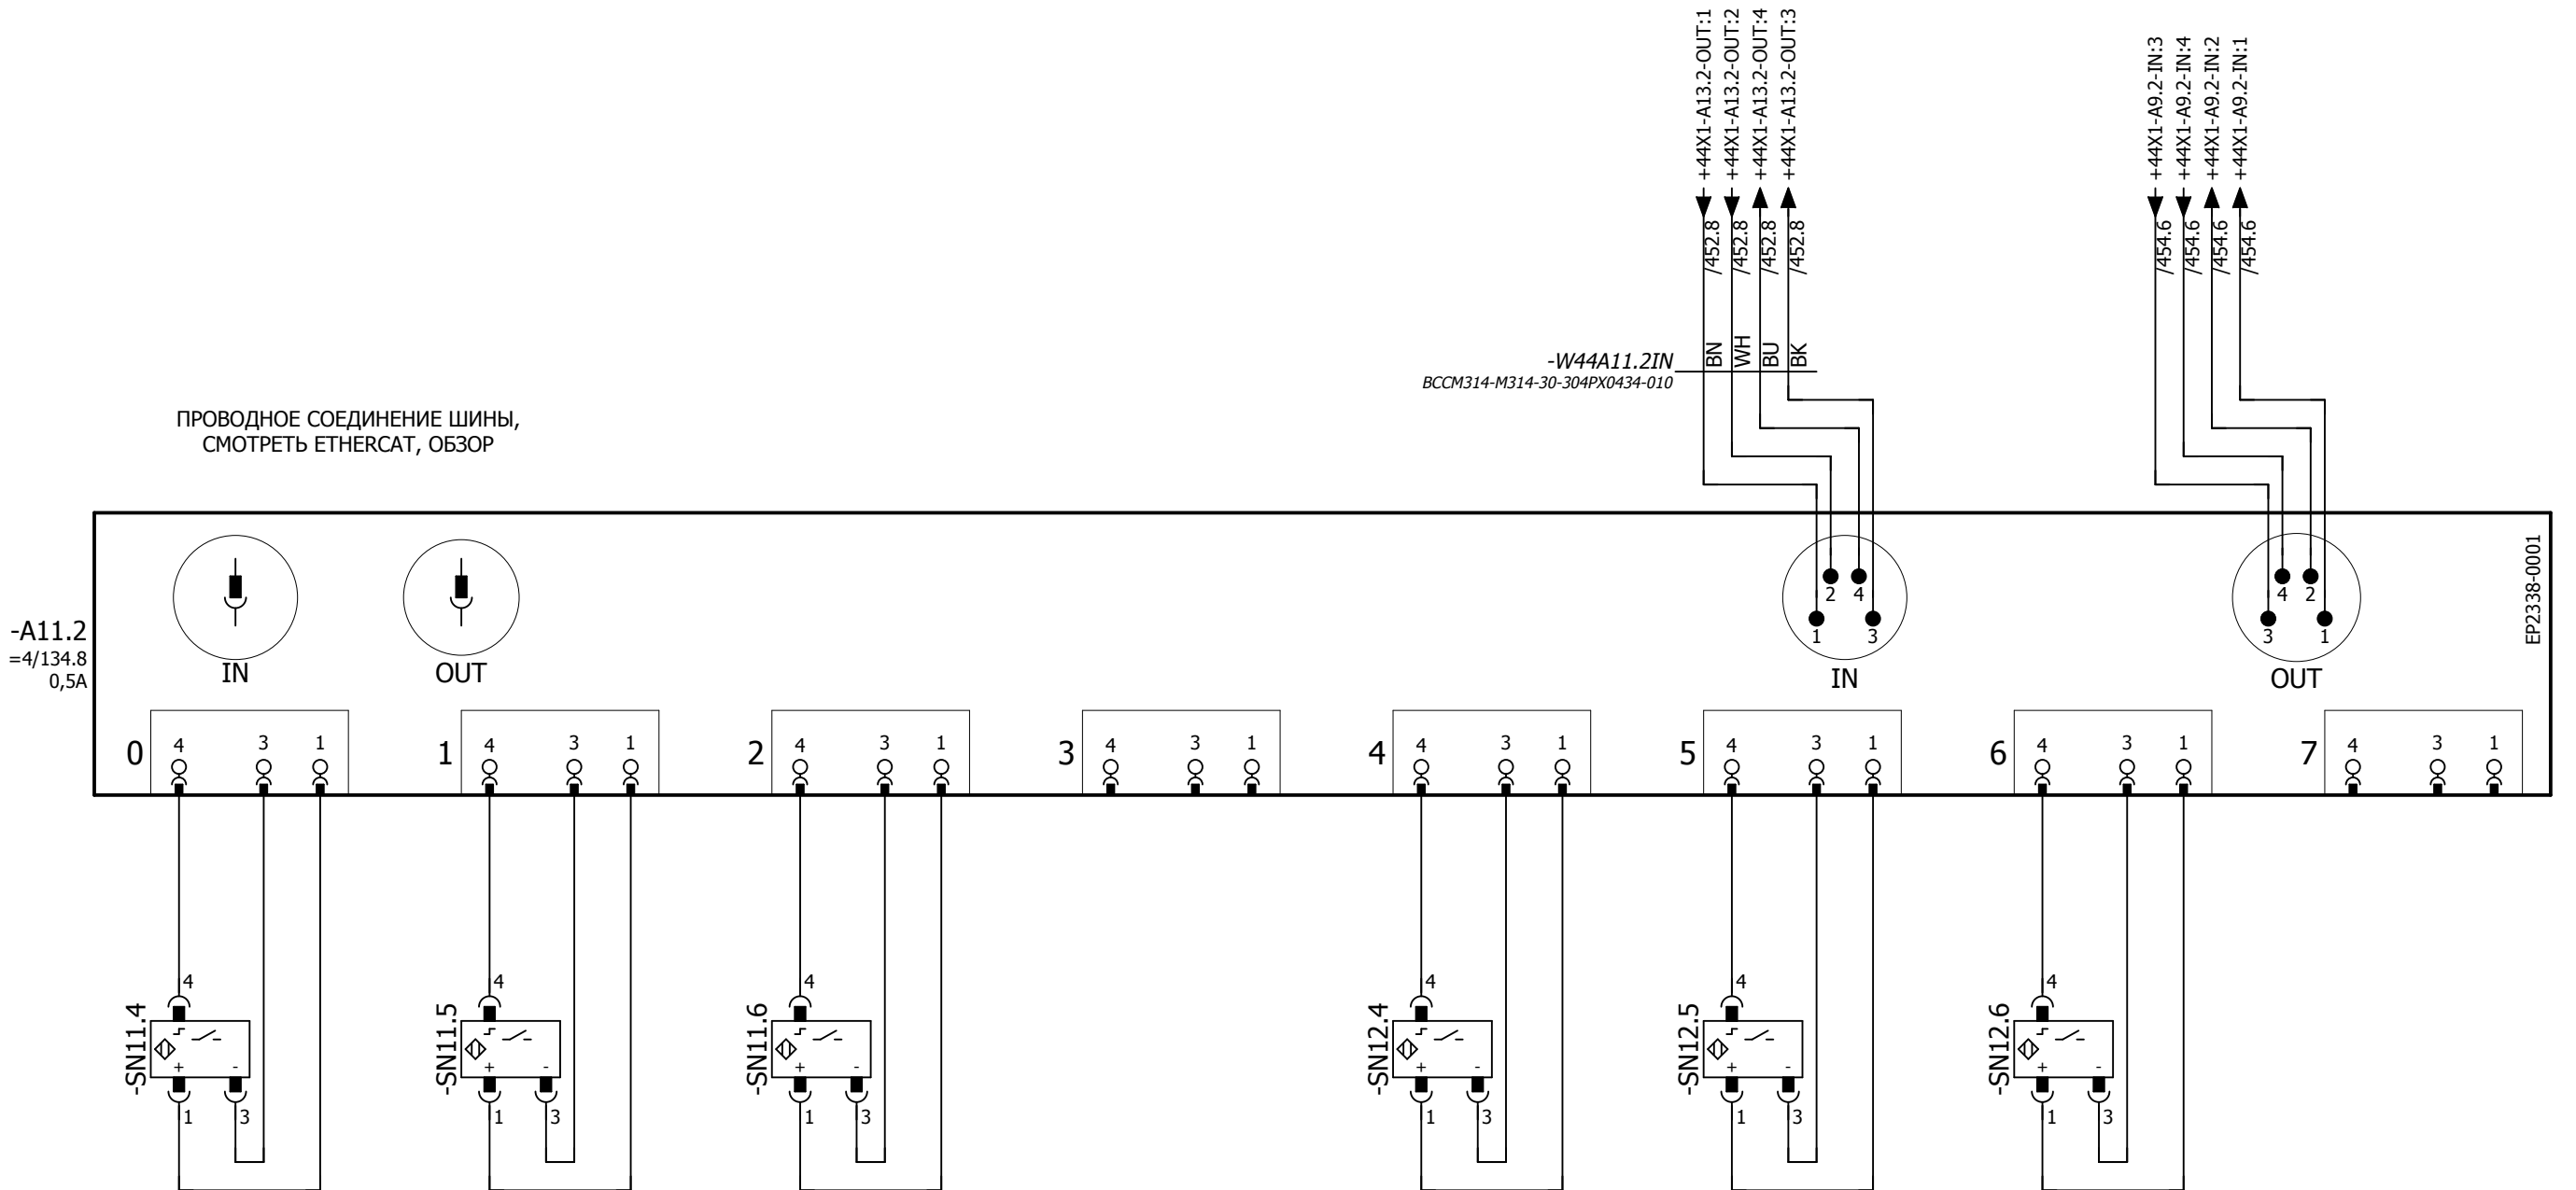 +44X1-A13.2-OUT:1
+44X1-A13.2-OUT:2
+44X1-A13.2-OUT:4
+44X1-A13.2-OUT:3
+44X1-A9.2-IN:3
+44X1-A9.2-IN:4
+44X1-A9.2-IN:2
+44X1-A9.2-IN:1
/452.8
/452.8
/452.8
/452.8
/454.6
/454.6
/454.6
/454.6
-W44A11.2IN
BCCM314-M314-30-304PX0434-010
BN
WH
BU
BK
ПРОВОДНОЕ СОЕДИНЕНИЕ ШИНЫ,
СМОТРЕТЬ ETHERCAT, ОБЗОР
-A11.2
=4/134.8
0,5A
IN
OUT
2 4
1 3
IN
4 2
3 1
OUT
EP2338-0001
0 4 3 1
1 4 3 1
2 4 3 1
3 4 3 1
4 4 3 1
5 4 3 1
6 4 3 1
7 4 3 1
-SN11.4
4
+ -
1 3
-SN11.5
4
+ -
1 3
-SN11.6
4
+ -
1 3
-SN12.4
4
+ -
1 3
-SN12.5
4
+ -
1 3
-SN12.6
4
+ -
1 3